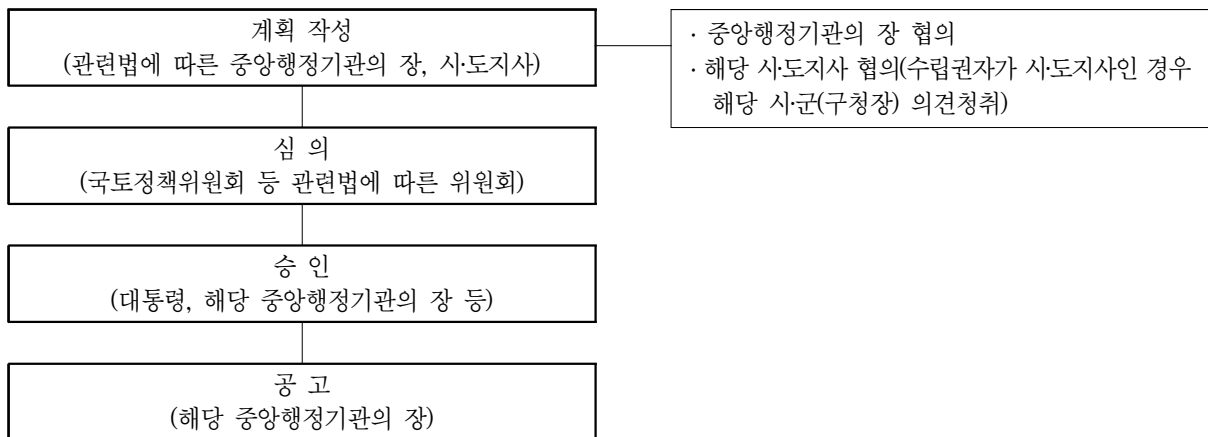 계획 작성
(관련법에 따른 중앙행정기관의 장, 시·도지사)
· 중앙행정기관의 장 협의
· 해당 시·도지사 협의(수립권자가 시·도지사인 경우
해당 시·군(구청장) 의견청취)
심 의
(국토정책위원회 등 관련법에 따른 위원회)
승 인
(대통령, 해당 중앙행정기관의 장 등)
공 고
(해당 중앙행정기관의 장)